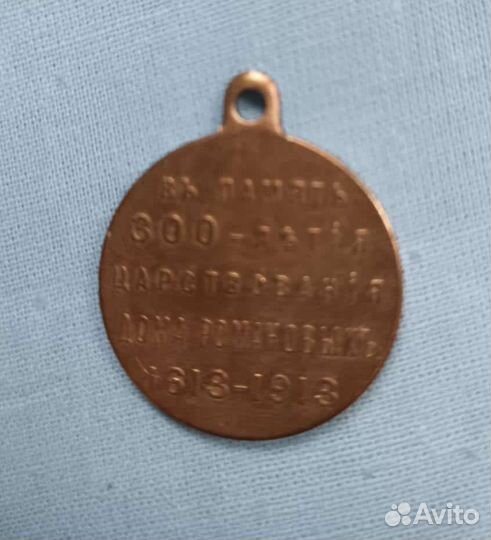 ВЪ ПАМЯТЬ
300-ЛѢТІЯ
ЦАРСТВОВАНІЯ
ДОМА РОМАНОВЫХЪ
1613-1913
Avito